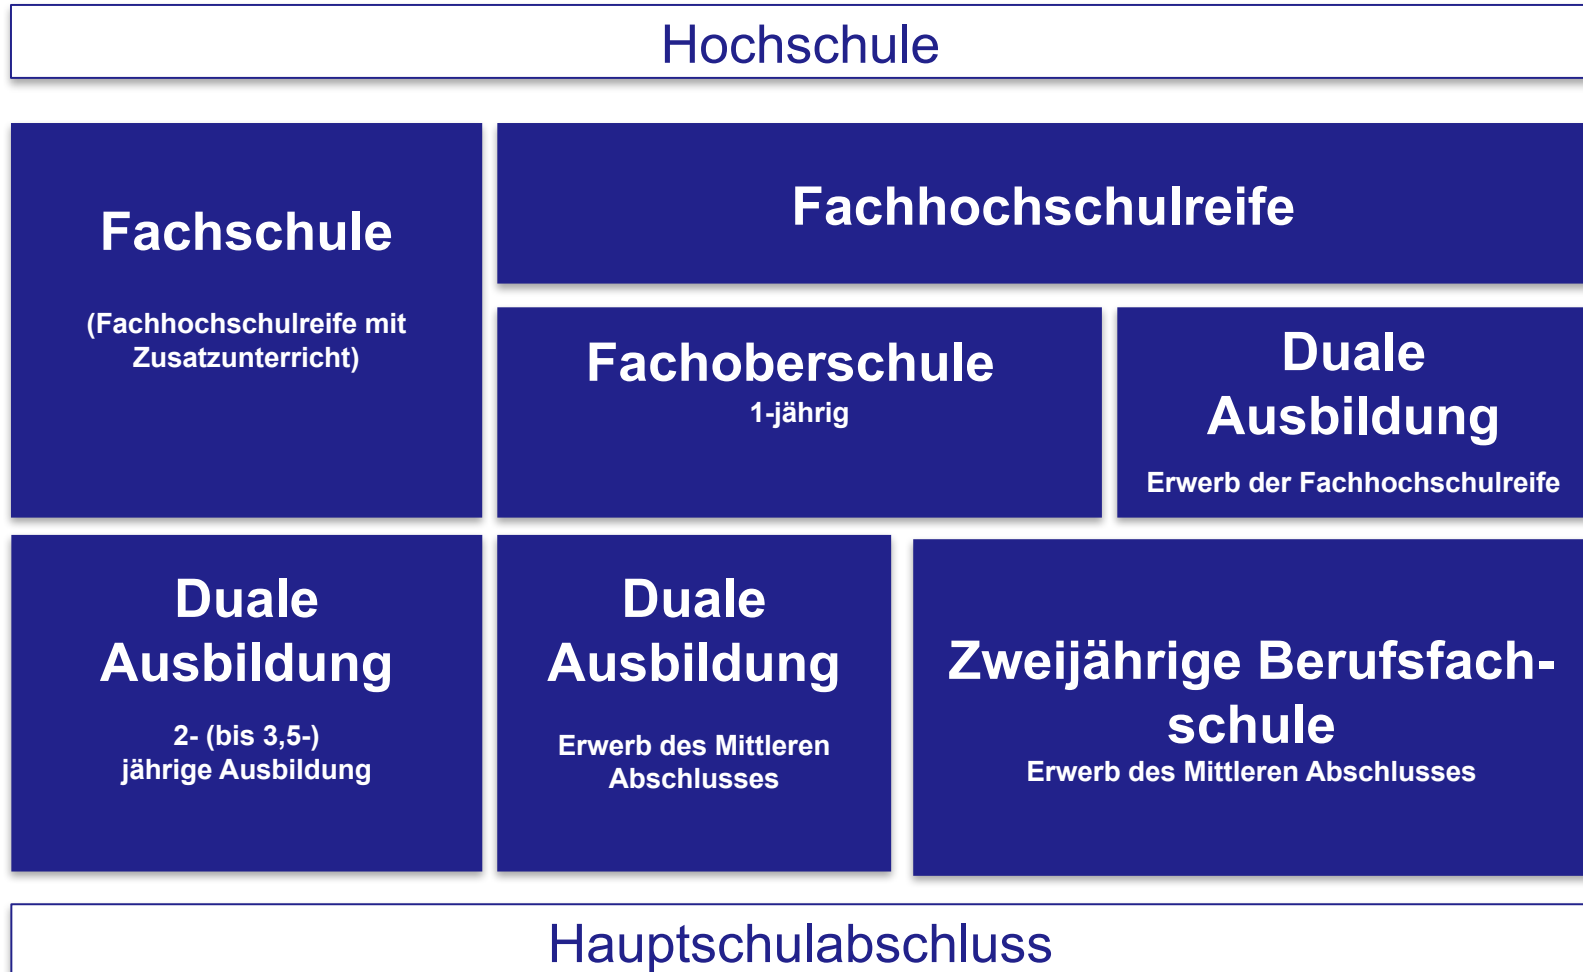 Hochschule
Fachschule
(Fachhochschulreife mit
Zusatzunterricht)
Fachhochschulreife
Fachoberschule
1-jährig
Duale
Ausbildung
Erwerb der Fachhochschulreife
Duale
Ausbildung
2- (bis 3,5-)
jährige Ausbildung
Duale
Ausbildung
Erwerb des Mittleren
Abschlusses
Zweijährige Berufsfach-
schule
Erwerb des Mittleren Abschlusses
Hauptschulabschluss